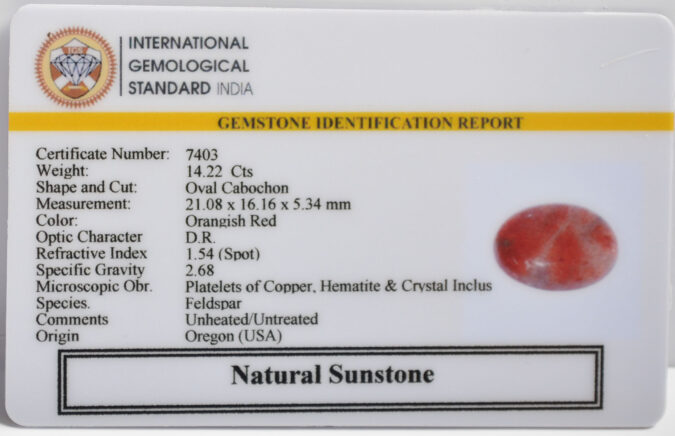 IGS
INTERNATIONAL
GEMOLOGICAL
STANDARD INDIA
GEMSTONE IDENTIFICATION REPORT
Certificate Number: 7403
Weight: 14.22 Cts
Shape and Cut: Oval Cabochon
Measurement: 21.08 x 16.16 x 5.34 mm
Color: Orangish Red
Optic Character D.R.
Refractive Index 1.54 (Spot)
Specific Gravity 2.68
Microscopic Obr. Platelets of Copper, Hematite & Crystal Inclus
Species. Feldspar
Comments Unheated/Untreated
Origin Oregon (USA)
Natural Sunstone